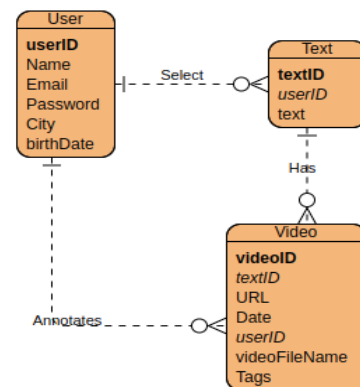 User
userID
Name
Email
Password
City
birthDate
Select
Text
textID
userID
text
Has
Video
videoID
textID
URL
Date
userID
videoFileName
Tags
Annotates